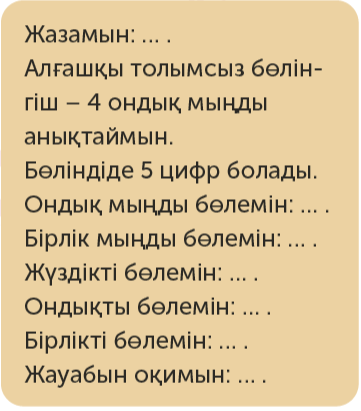 Жазамын: ... .
Алғашқы толымсыз бөлін-
гіш – 4 ондық мыңды
анықтаймын.
Бөліндіде 5 цифр болады.
Ондық мыңды бөлемін: ... .
Бірлік мыңды бөлемін: ... .
Жүздікті бөлемін: ... .
Ондықты бөлемін: ... .
Бірлікті бөлемін: ... .
Жауабын оқимын: ... .